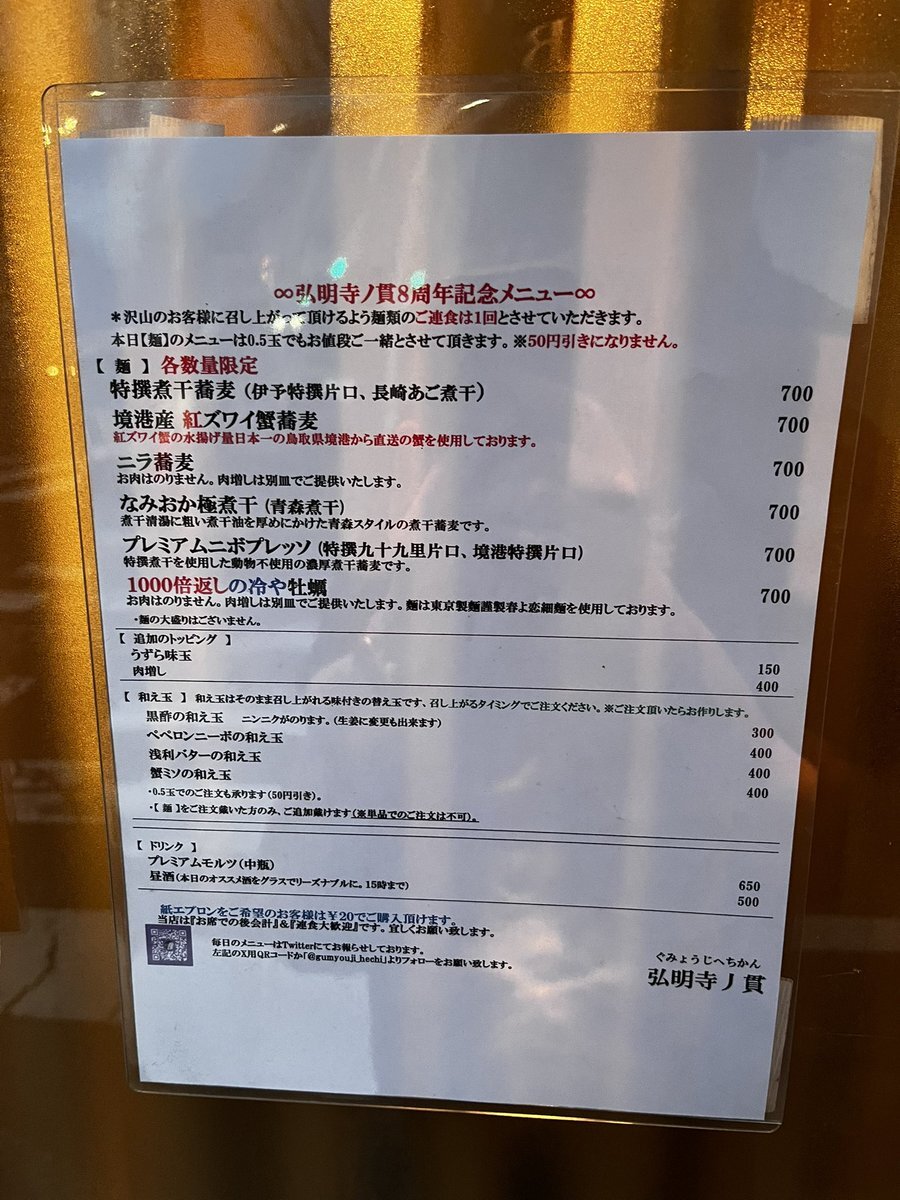 ∞弘明寺丿貫8周年記念メニュー∞
＊沢山のお客様に召し上がって頂けるよう麺類のご連食は1回とさせていただきます。
本日【麺】のメニューは0.5玉でもお値段ご一緒とさせて頂きます。※50円引きになりません。
【 麺 】 各数量限定
特撰煮干蕎麦（伊予特撰片口、長崎あご煮干） 700
境港産 紅ズワイ蟹蕎麦 700
紅ズワイ蟹の水揚げ量日本一の鳥取県境港から直送の蟹を使用しております。
ニラ蕎麦 700
お肉はのりません。肉増しは別皿でご提供いたします。
なみおか極煮干（青森煮干） 700
煮干清湯に粗い煮干油を厚めにかけた青森スタイルの煮干蕎麦です。
プレミアムニボプレッソ（特撰九十九里片口、境港特撰片口） 700
特撰煮干を使用した動物不使用の濃厚煮干蕎麦です。
1000倍返しの冷や牡蠣 700
お肉はのりません。肉増しは別皿でご提供いたします。麺は東京製麺謹製春よ恋細麺を使用しております。
・麺の大盛りはございません。
【 追加のトッピング 】
うずら味玉 150
肉増し 400
【 和え玉 】 和え玉はそのまま召し上がれる味付きの替え玉です、召し上がるタイミングでご注文ください。※ご注文頂いたらお作りします。
黒酢の和え玉 ニンニクがのります。（生姜に変更も出来ます） 300
ペペロンニーボの和え玉 400
浅利バターの和え玉 400
蟹ミソの和え玉 400
・0.5玉でのご注文も承ります（50円引き）。
・【 麺 】をご注文戴いた方のみ、ご追加戴けます（※単品でのご注文は不可）。
【 ドリンク 】
プレミアムモルツ（中瓶） 650
昼酒（本日のオススメ酒をグラスでリーズナブルに。15時まで） 500
紙エプロンをご希望のお客様は￥20でご購入頂けます。
当店は『お席での後会計』＆『連食大歓迎』です。宜しくお願い致します。
毎日のメニューはTwitterにてお報らせしております。
左記のX用QRコードか「@gumyouji_hechi」よりフォローをお願い致します。
ぐみょうじへちかん
弘明寺丿貫